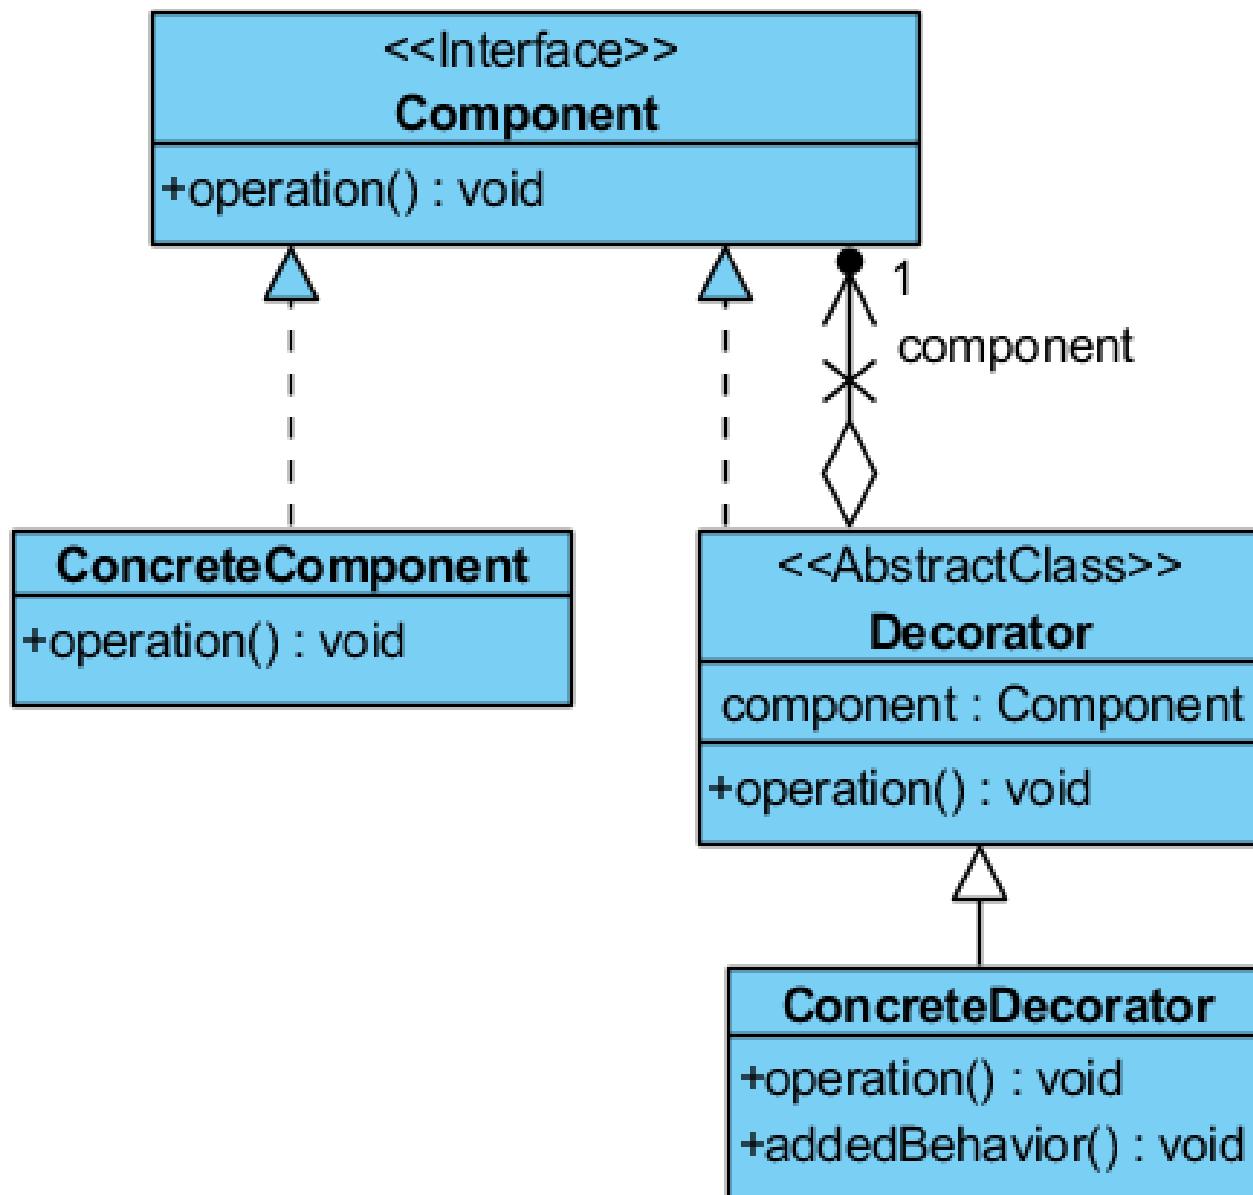 <<Interface>>
Component
+operation() : void
1
component
ConcreteComponent
+operation() : void
<<AbstractClass>>
Decorator
component : Component
+operation() : void
ConcreteDecorator
+operation() : void
+addedBehavior() : void